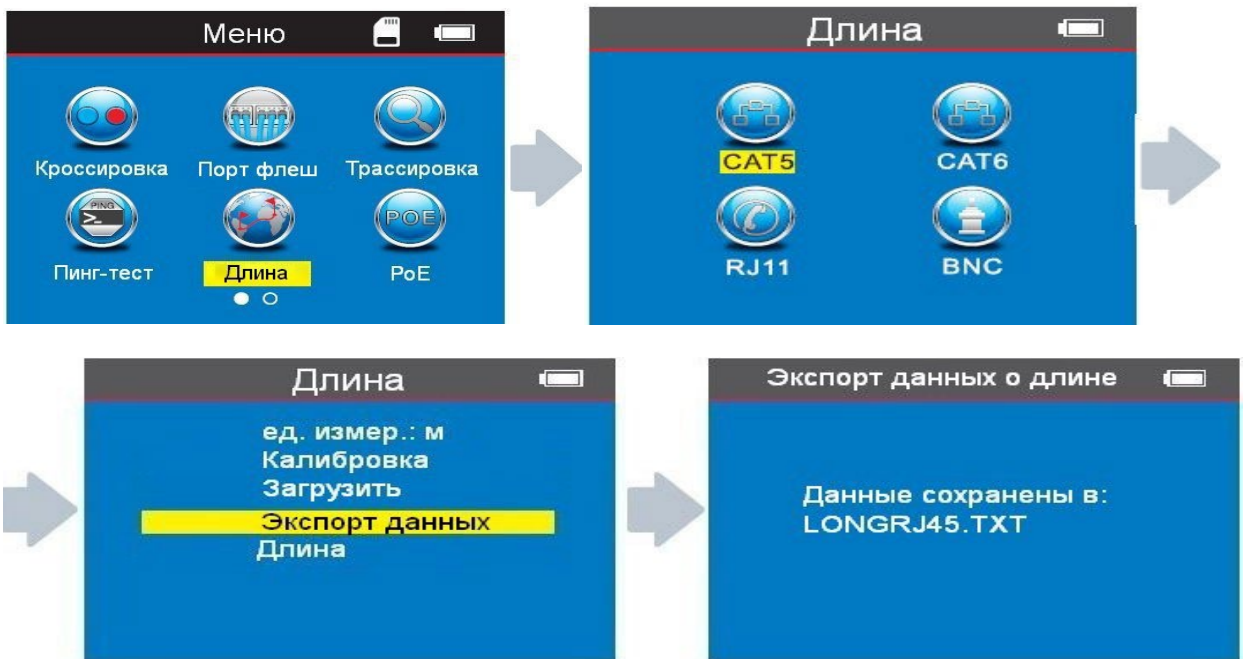 Меню
Кроссировка Порт флеш Трассировка
PING
>_
POE
Пинг-тест Длина PoE
Длина
CAT5 CAT6
RJ11 BNC
Длина
ед. измер.: м
Калибровка
Загрузить
Экспорт данных
Длина
Экспорт данных о длине
Данные сохранены в:
LONGRJ45.TXT